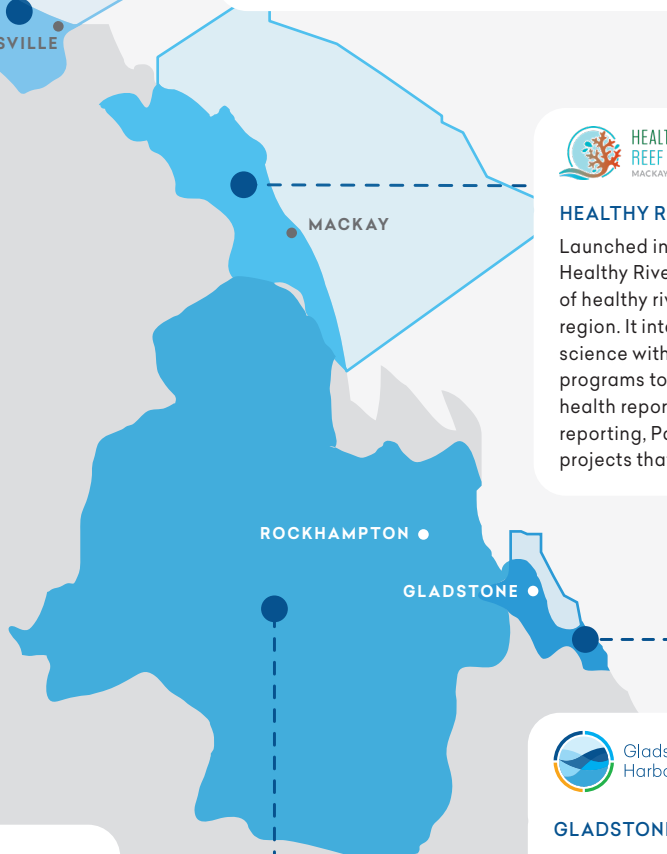 SVILLE
MACKAY
HEALT
REEF
MACKAY
HEALTHY R
Launched in
Healthy Rive
of healthy riv
region. It inte
science with
programs to
health repor
reporting, Pa
projects tha
ROCKHAMPTON
GLADSTONE
Glads
Harbo
GLADSTON